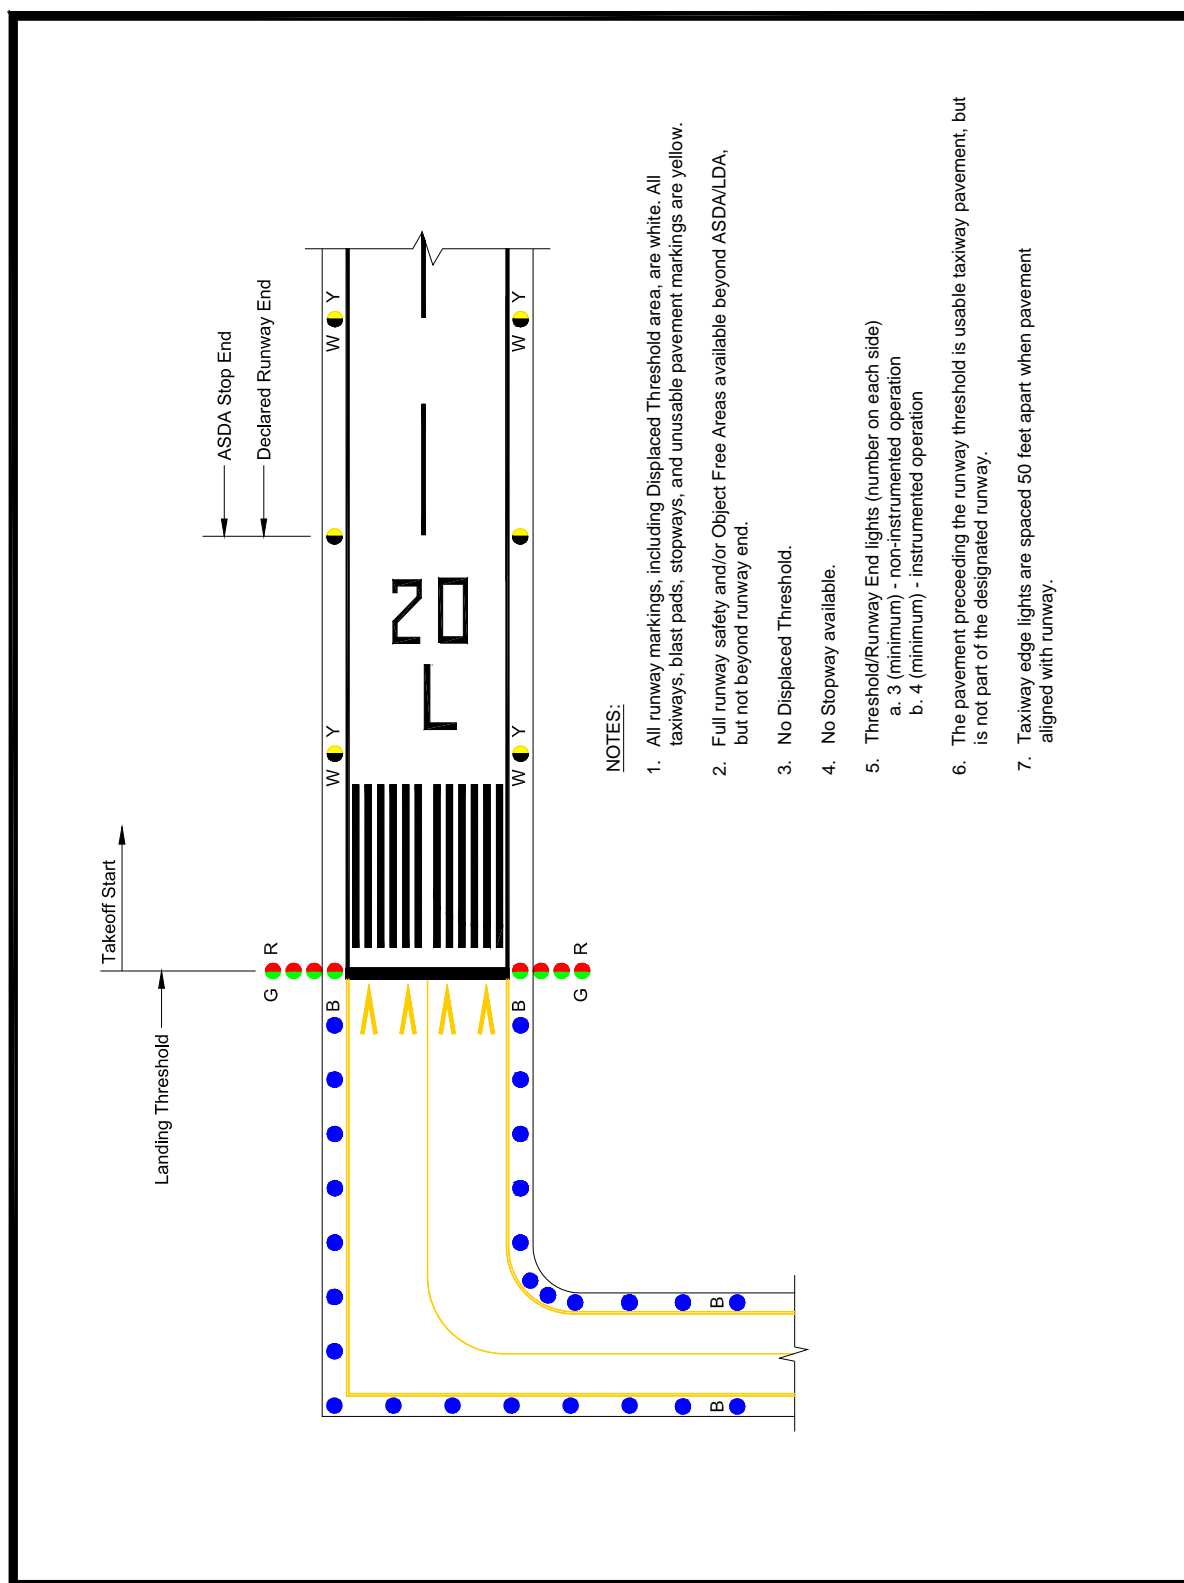 Takeoff Start
Landing Threshold
ASDA Stop End
Declared Runway End
G R
W Y
W Y
B
20
L
B
W Y
W Y
G R
B
B
NOTES:
1. All runway markings, including Displaced Threshold area, are white. All
taxiways, blast pads, stopways, and unusable pavement markings are yellow.
2. Full runway safety and/or Object Free Areas available beyond ASDA/LDA,
but not beyond runway end.
3. No Displaced Threshold.
4. No Stopway available.
5. Threshold/Runway End lights (number on each side)
a. 3 (minimum) - non-instrumented operation
b. 4 (minimum) - instrumented operation
6. The pavement preceeding the runway threshold is usable taxiway pavement, but
is not part of the designated runway.
7. Taxiway edge lights are spaced 50 feet apart when pavement
aligned with runway.